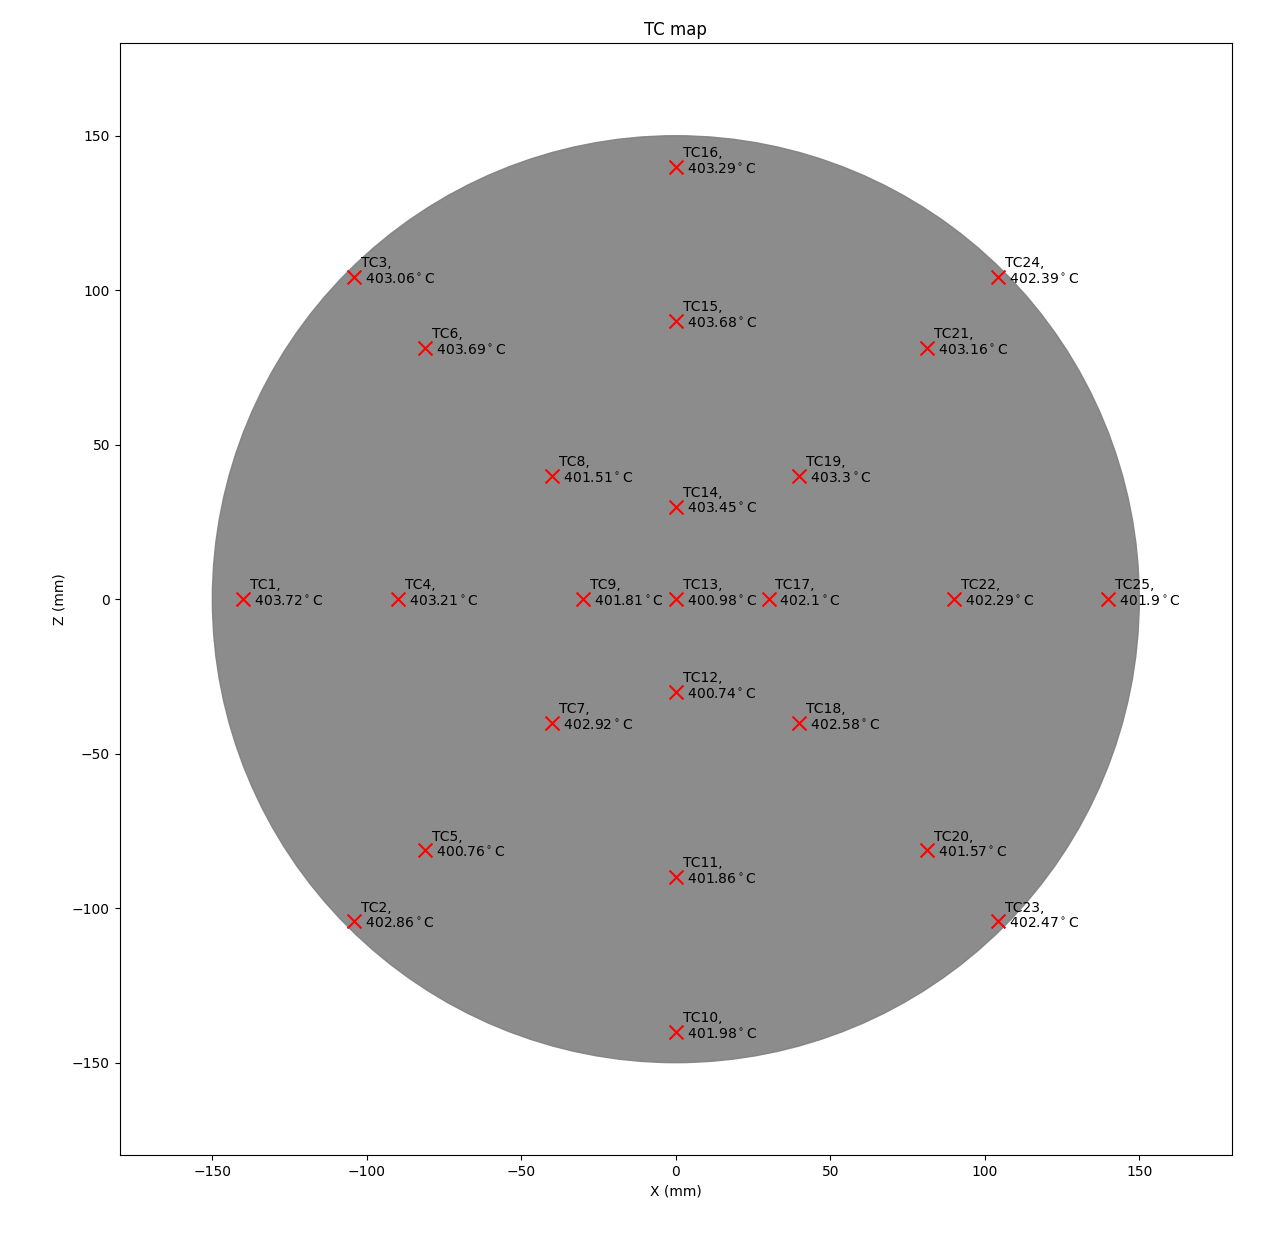 TC map
TC16,
403.29°C
TC3,
403.06°C
TC24,
402.39°C
TC15,
403.68°C
TC6,
403.69°C
TC21,
403.16°C
TC8,
401.51°C
TC19,
403.3°C
TC14,
403.45°C
TC1,
403.72°C
TC4,
403.21°C
TC9,
401.81°C
TC13,
400.98°C
TC17,
402.1°C
TC22,
402.29°C
TC25,
401.9°C
TC12,
400.74°C
TC7,
402.92°C
TC18,
402.58°C
TC5,
400.76°C
TC20,
401.57°C
TC11,
401.86°C
TC2,
402.86°C
TC23,
402.47°C
TC10,
401.98°C
150
100
50
0
−50
−100
−150
Z (mm)
−150
−100
−50
0
50
100
150
X (mm)